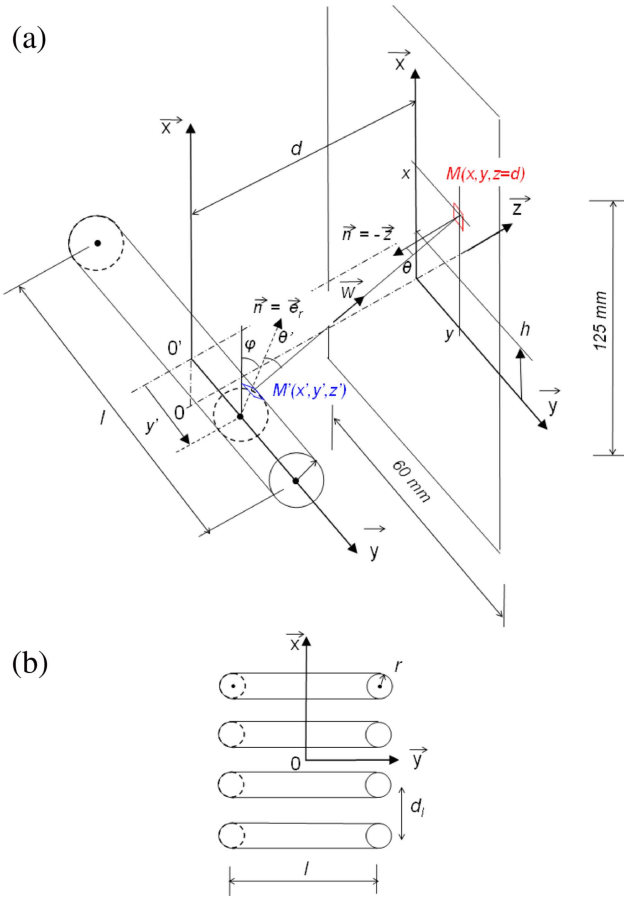 (a)
x
x
d
x
M(x,y,z=d)
z
n = -z
θ
W
n = e_r
φ
θ'
y
h
125 mm
0'
M'(x',y',z')
0
y'
y
l
60 mm
y
(b)
x
r
0
y
d_l
l